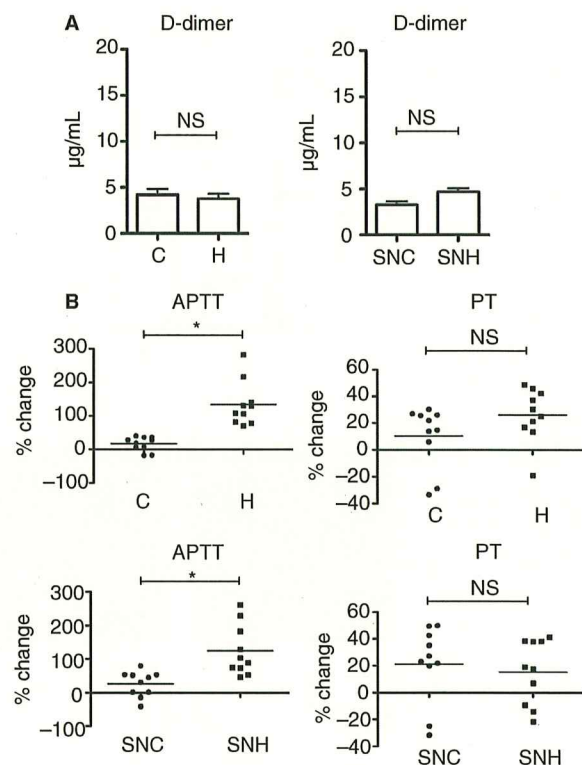 A
D-dimer
D-dimer
20
15
10
5
0
µg/mL
NS
C
H
20
15
10
5
0
µg/mL
NS
SNC
SNH
B
APTT
PT
300
200
100
0
–100
% change
*
C
H
60
40
20
0
–20
–40
% change
NS
C
H
APTT
PT
300
200
100
0
–100
% change
*
SNC
SNH
60
40
20
0
–20
–40
% change
NS
SNC
SNH